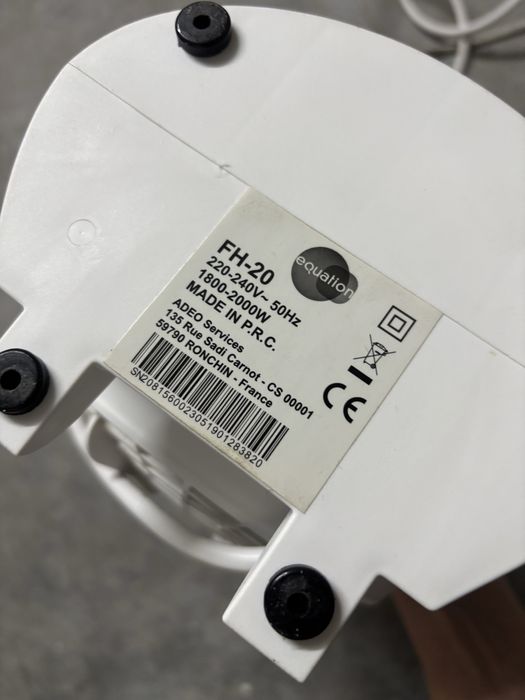 equation
FH-20
220-240V~ 50Hz
1800-2000W
MADE IN P.R.C.
ADEO Services
135 Rue Sadi Carnot - CS 00001
59790 RONCHIN - France
CE
SN2081560023051901283820